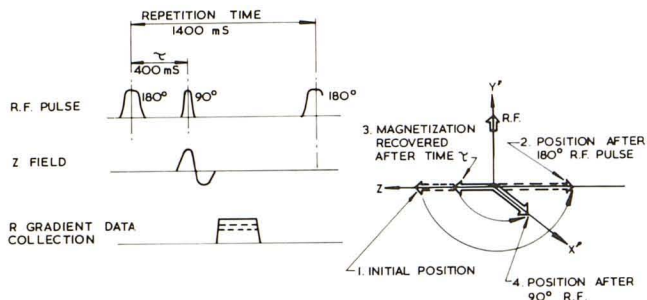 REPETITION TIME
1400 mS
τ
400 mS
R.F. PULSE
180°
90°
180°
Z FIELD
R GRADIENT DATA
COLLECTION
Y'
R.F.
3. MAGNETIZATION
RECOVERED
AFTER TIME τ
2. POSITION AFTER
180° R.F. PULSE
Z
X'
1. INITIAL POSITION
4. POSITION AFTER
90° R.F.